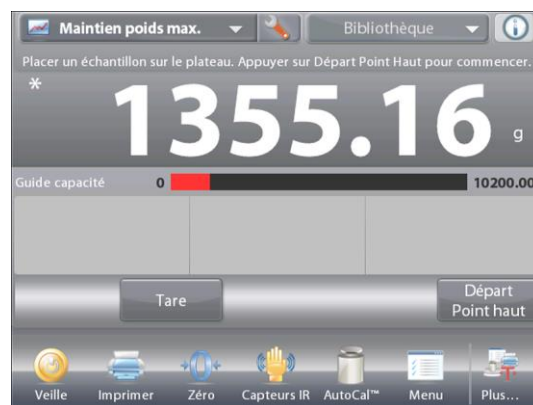 Maintien poids max. Bibliothèque
Placer un échantillon sur le plateau. Appuyer sur Départ Point Haut pour commencer.
* 1355.16 g
Guide capacité 0 10200.00
Tare Départ Point haut
Veille Imprimer Zéro Capteurs IR AutoCal™ Menu Plus...